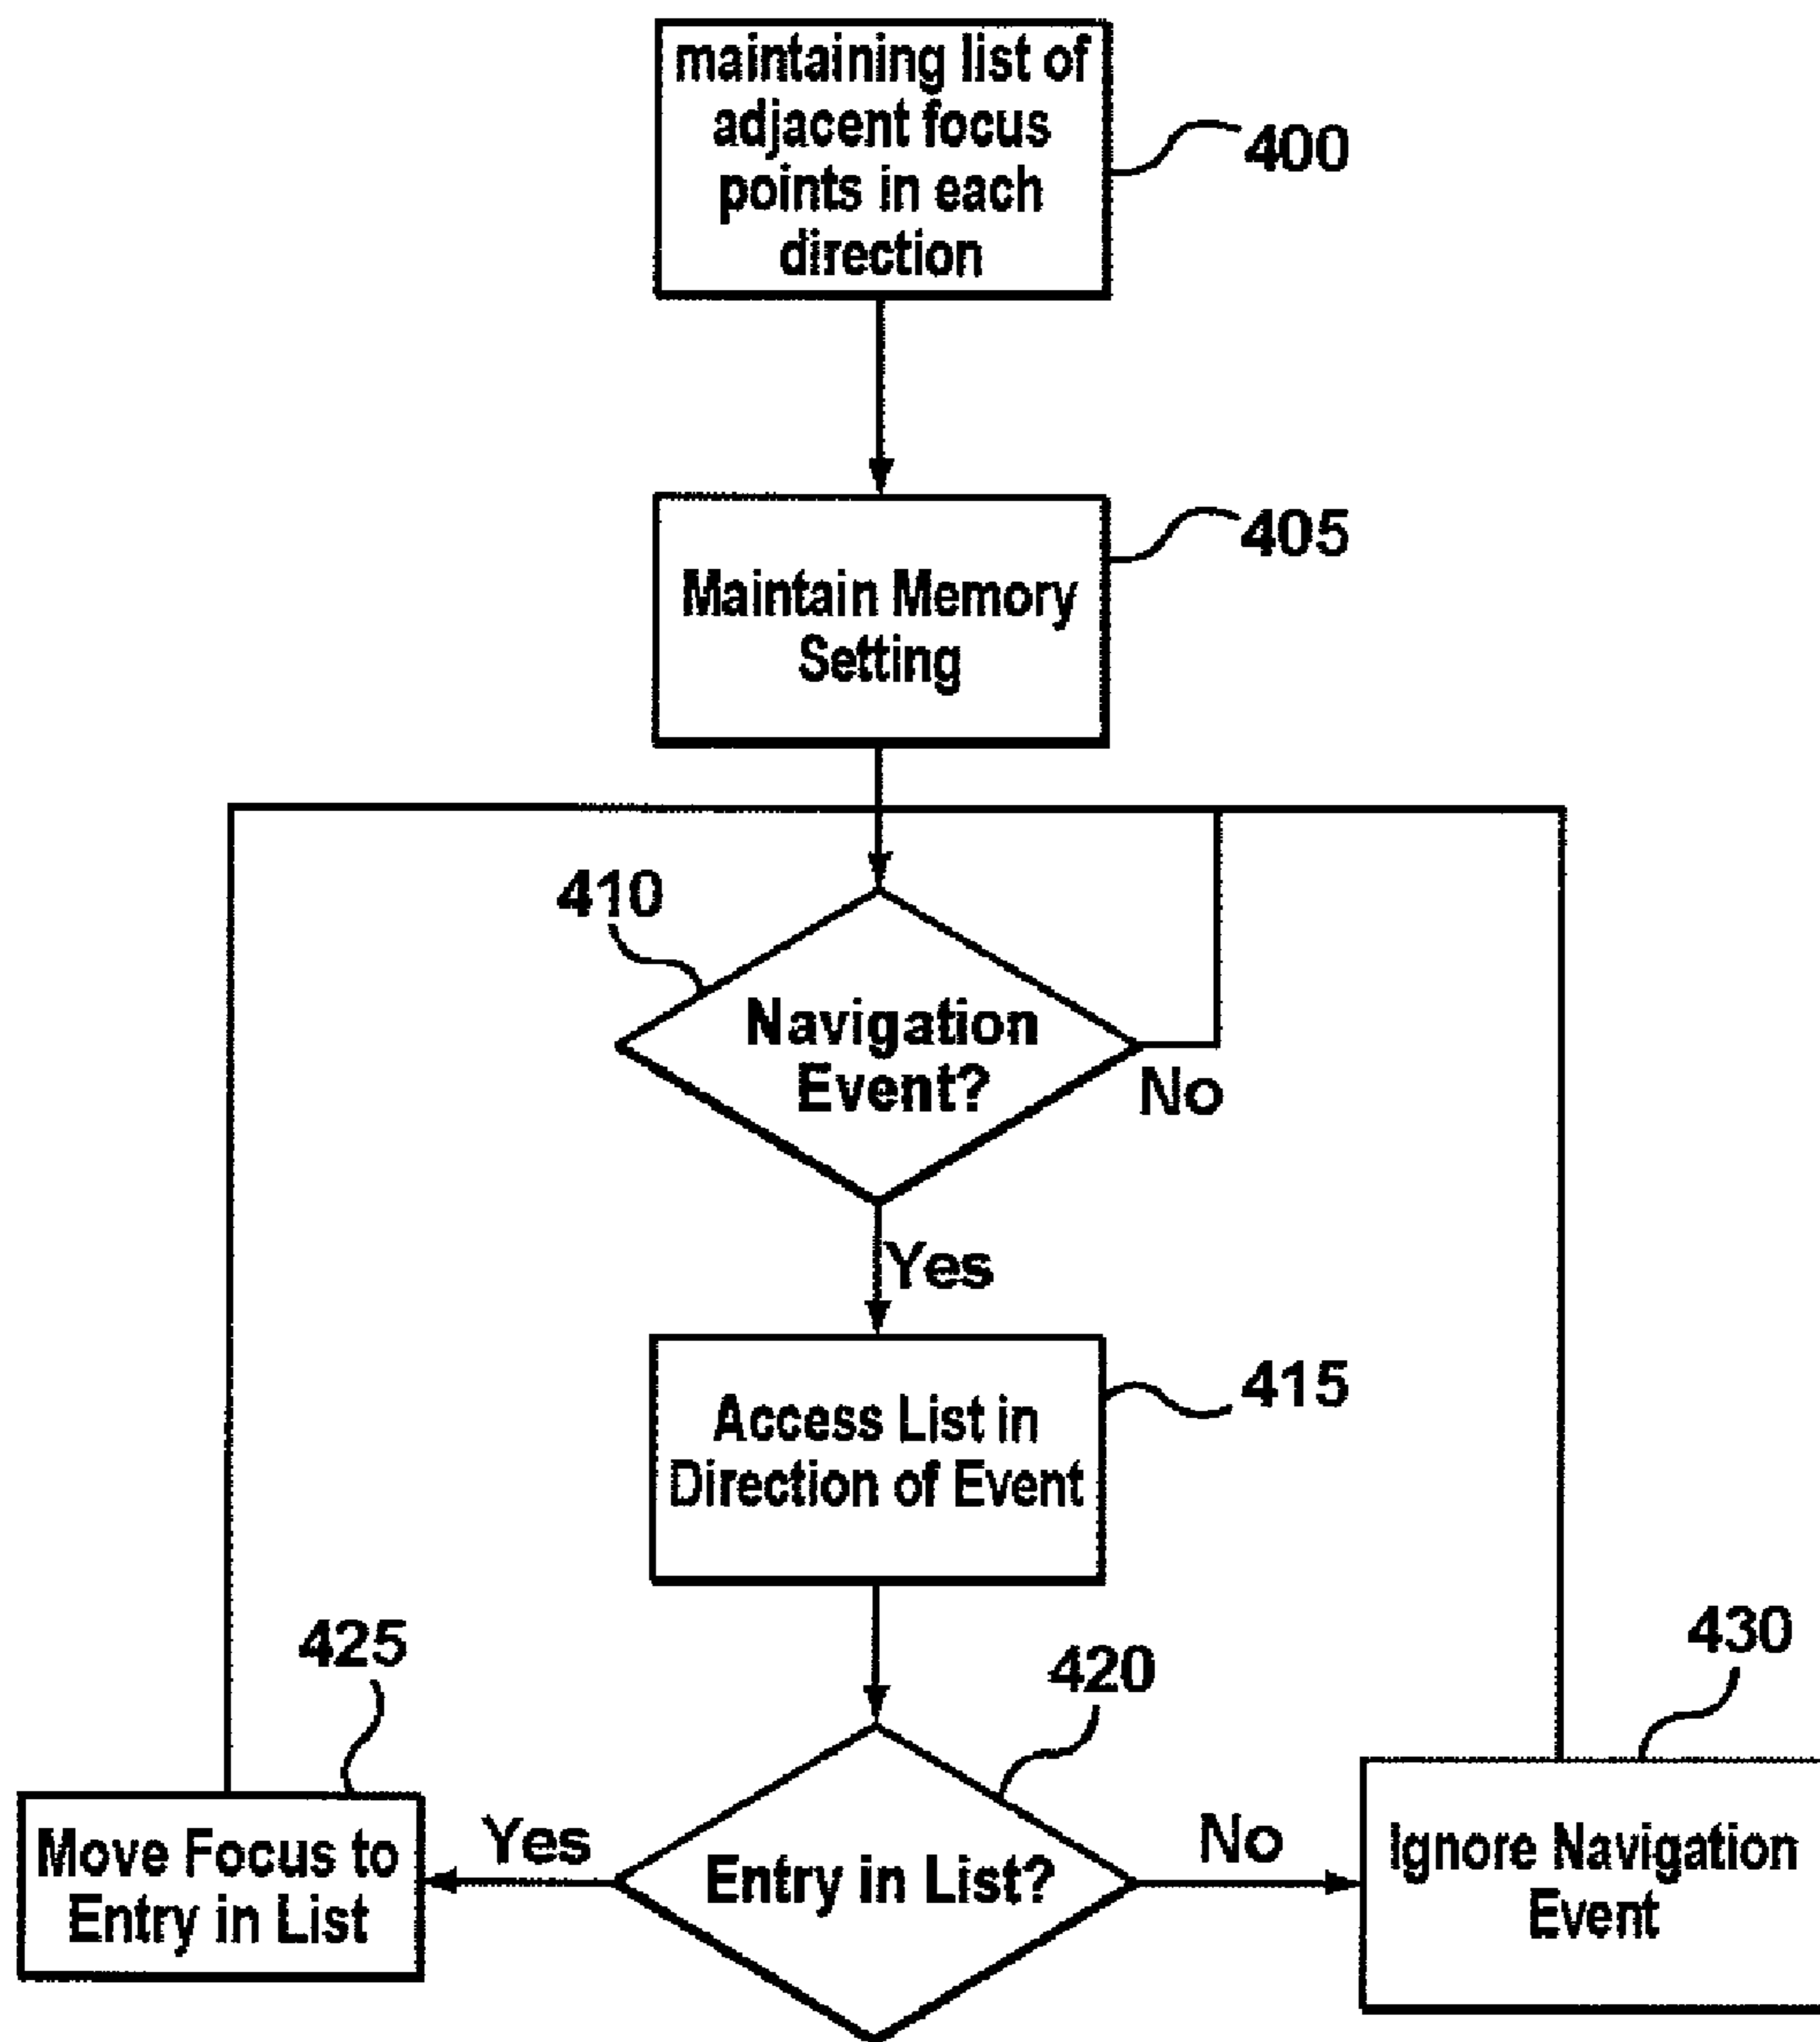 maintaining list of
adjacent focus
points in each
direction
400
405
Maintain Memory
Setting
410
Navigation
Event?
No
Yes
415
Access List in
Direction of Event
425
420
430
Move Focus to
Entry in List
Yes
Entry in List?
No
Ignore Navigation
Event